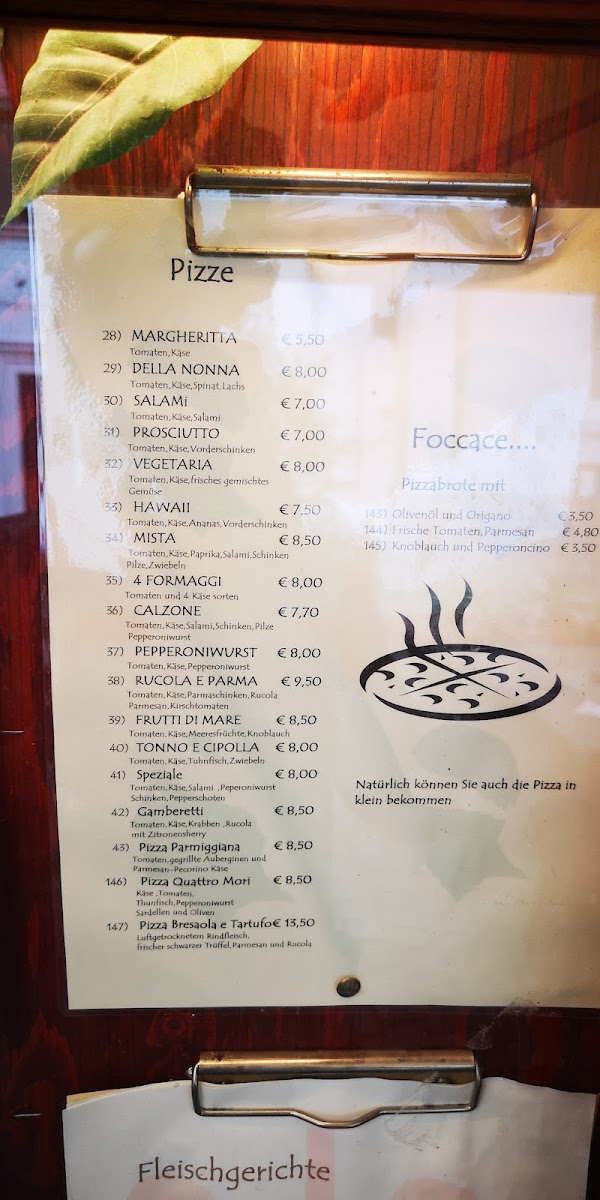 Pizze
28) MARGHERITTA € 5,50
Tomaten,Käse
29) DELLA NONNA € 8,00
Tomaten,Käse,Spinat.Lachs
30) SALAMi € 7,00
Tomaten,Käse,Salami
31) PROSCIUTTO € 7,00
Tomaten,Käse,Vorderschinken
32) VEGETARIA € 8,00
Tomaten,Käse,frisches gemischtes
Gemüse
33) HAWAII € 7,50
Tomaten,Käse,Ananas,Vorderschinken
34) MISTA € 8,50
Tomaten,Käse,Paprika,Salami,Schinken
Pilze,Zwiebeln
35) 4 FORMAGGI € 8,00
Tomaten und 4 Käse sorten
36) CALZONE € 7,70
Tomaten,Käse,Salami,Schinken,Pilze
Pepperoniwurst
37) PEPPERONIWURST € 8,00
Tomaten,Käse,Pepperoniwurst
38) RUCOLA E PARMA € 9,50
Tomaten,Käse,Parmaschinken,Rucola
Parmesan,Kirschtomaten
39) FRUTTI DI MARE € 8,50
Tomaten,Käse,Meeresfrüchte,Knoblauch
40) TONNO E CIPOLLA € 8,00
Tomaten,Käse,Tuhnfisch,Zwiebeln
41) Speziale € 8,00
Tomaten,Käse,Salami ,Peperoniwurst
Schinken,Pepperschoten
42) Gamberetti € 8,50
Tomaten,Käse,Krabben ,Rucola
mit Zitronensherry
43) Pizza Parmiggiana € 8,50
Tomaten,gegrillte Auberginen und
Parmesan-Pecorino Käse
146) Pizza Quattro Mori € 8,50
Käse ,Tomaten,
Thunfisch,Pepperoniwurst
Sardellen und Oliven
147) Pizza Bresaola e Tartufo€ 13,50
Luftgetrocknetem Rindfleisch,
frischer schwarzer Trüffel,Parmesan und Rucola
Foccace....
Pizzabrote mit
143) Olivenöl und Origano € 3,50
144) Frische Tomaten,Parmesan € 4,80
145) Knoblauch und Pepperoncino € 3,50
Natürlich können Sie auch die Pizza in
klein bekommen
Fleischgerichte